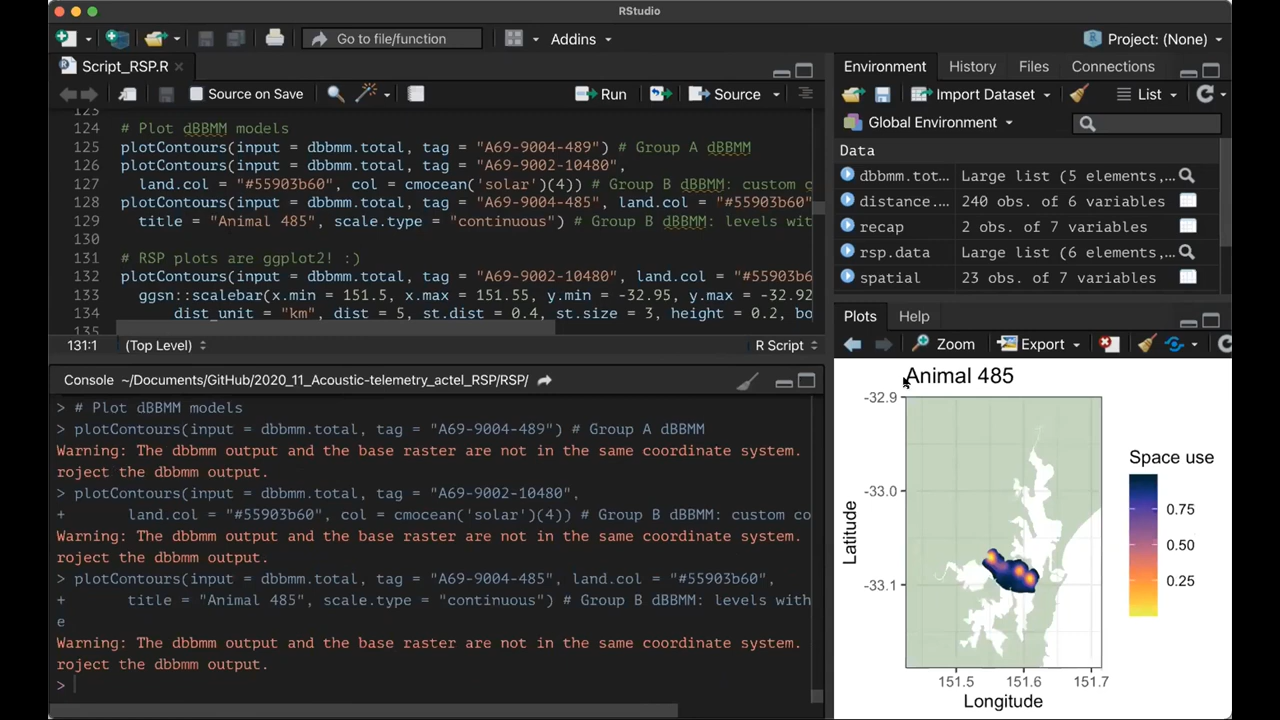 RStudio
Go to file/function
Addins
Project: (None)
Script_RSP.R
Source on Save
Run
Source
124 # Plot dBBMM models
125 plotContours(input = dbbmm.total, tag = "A69-9004-489") # Group A dBBMM
126 plotContours(input = dbbmm.total, tag = "A69-9002-10480",
127 land.col = "#55903b60", col = cmocean('solar')(4)) # Group B dBBMM: custom c
128 plotContours(input = dbbmm.total, tag = "A69-9004-485", land.col = "#55903b60"
129 title = "Animal 485", scale.type = "continuous") # Group B dBBMM: levels wit
130
131 # RSP plots are ggplot2! :)
132 plotContours(input = dbbmm.total, tag = "A69-9002-10480", land.col = "#55903b6
133 ggsn::scalebar(x.min = 151.5, x.max = 151.55, y.min = -32.95, y.max = -32.92
134 dist_unit = "km", dist = 5, st.dist = 0.4, st.size = 3, height = 0.2, bo
135
131:1 (Top Level) R Script
Console ~/Documents/GitHub/2020_11_Acoustic-telemetry_actel_RSP/RSP/
> # Plot dBBMM models
> plotContours(input = dbbmm.total, tag = "A69-9004-489") # Group A dBBMM
Warning: The dbbmm output and the base raster are not in the same coordinate system.
roject the dbbmm output.
> plotContours(input = dbbmm.total, tag = "A69-9002-10480",
+ land.col = "#55903b60", col = cmocean('solar')(4)) # Group B dBBMM: custom co
Warning: The dbbmm output and the base raster are not in the same coordinate system.
roject the dbbmm output.
> plotContours(input = dbbmm.total, tag = "A69-9004-485", land.col = "#55903b60",
+ title = "Animal 485", scale.type = "continuous") # Group B dBBMM: levels with
e
Warning: The dbbmm output and the base raster are not in the same coordinate system.
roject the dbbmm output.
>
Environment History Files Connections
Import Dataset List
Global Environment
Data
dbbmm.tot… Large list (5 elements,…
distance.… 240 obs. of 6 variables
recap 2 obs. of 7 variables
rsp.data Large list (6 elements,…
spatial 23 obs. of 7 variables
Plots Help
Zoom Export
Animal 485
-32.9
-33.0
-33.1
Latitude
151.5 151.6 151.7
Longitude
Space use
0.75
0.50
0.25